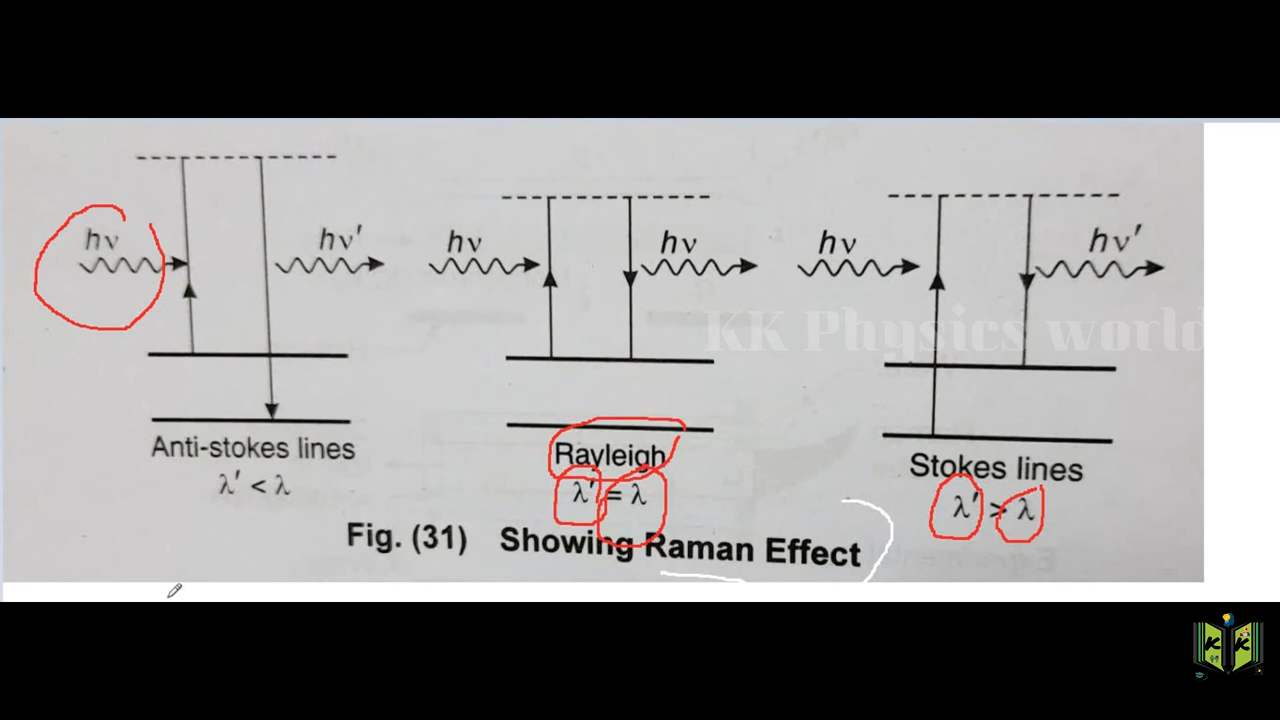 hν hν′ hν hν hν hν′
KK Physics world
Anti-stokes lines Rayleigh Stokes lines
λ′ < λ λ′ = λ λ′ > λ
Fig. (31) Showing Raman Effect
K K